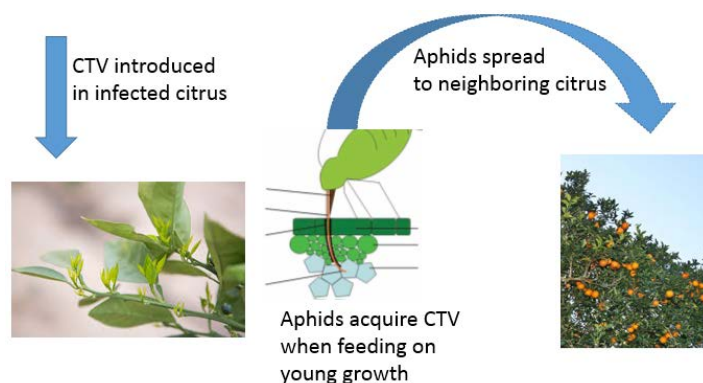 CTV introduced
in infected citrus
Aphids spread
to neighboring citrus
Aphids acquire CTV
when feeding on
young growth